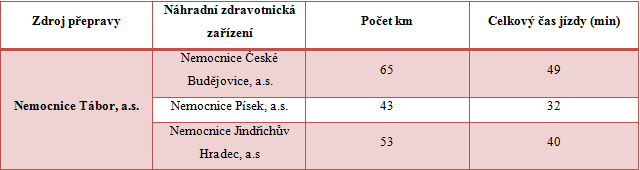 Zdroj přepravy
Náhradní zdravotnická
zařízení
Počet km
Celkový čas jízdy (min)
Nemocnice Tábor, a.s.
Nemocnice České
Budějovice, a.s.
65
49
Nemocnice Písek, a.s.
43
32
Nemocnice Jindřichův
Hradec, a.s
53
40